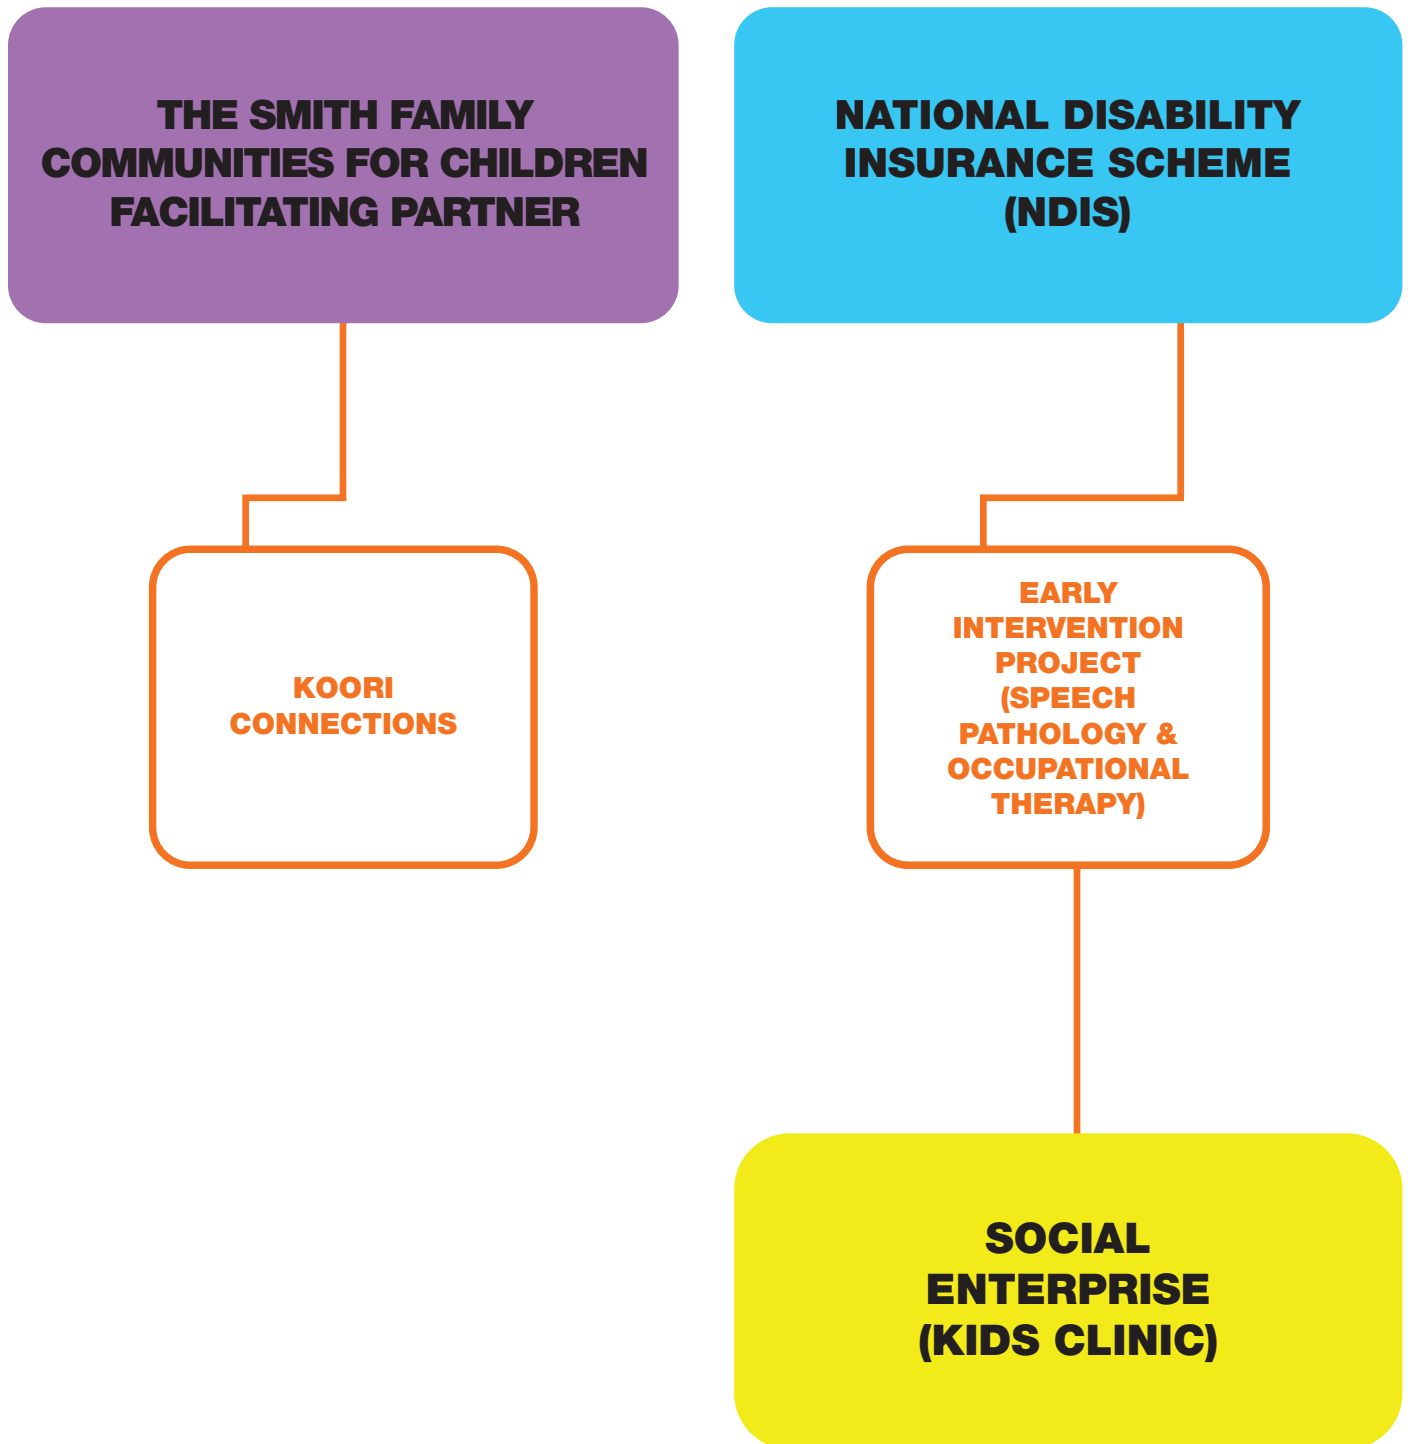 THE SMITH FAMILY
COMMUNITIES FOR CHILDREN
FACILITATING PARTNER
NATIONAL DISABILITY
INSURANCE SCHEME
(NDIS)
KOORI
CONNECTIONS
EARLY
INTERVENTION
PROJECT
(SPEECH
PATHOLOGY &
OCCUPATIONAL
THERAPY)
SOCIAL
ENTERPRISE
(KIDS CLINIC)